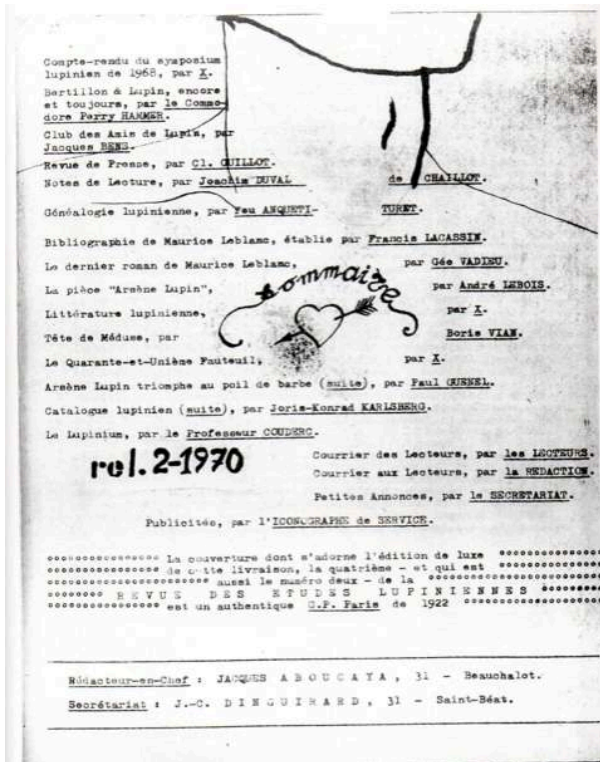 Compte-rendu du symposium
lupinien de 1968, par X.
Bertillon & Lupin, encore
et toujours, par le Commo-
dore Perry HAMMER.
Club des Amis de Lupin, par
Jacques BENS.
Revue de Presse, par Cl. GUILLOT.
Notes de Lecture, par Joachim DUVAL de CHAILLOT.
Généalogie lupinienne, par Feu ANQUETI- TURET.
Bibliographie de Maurice Leblanc, établie par Francis LACASSIN.
Le dernier roman de Maurice Leblanc, par Gée VADIEU.
Sommaire
La pièce "Arsène Lupin", par André LEBOIS.
Littérature lupinienne, par X.
Tête de Méduse, par Boris VIAN.
Le Quarante-et-Unième Fauteuil, par X.
Arsène Lupin triomphe au poil de barbe (suite), par Paul GUENEL.
Catalogue lupinien (suite), par Joris-Konrad KARLSBERG.
Le Lupinium, par le Professeur COUDERC.
rel. 2-1970
Courrier des Lecteurs, par les LECTEURS.
Courrier aux Lecteurs, par la REDACTION.
Petites Annonces, par le SECRETARIAT.
Publicités, par l'ICONOGRAPHE de SERVICE.
La couverture dont s'adorne l'édition de luxe
de cette livraison, la quatrième - et qui est
aussi le numéro deux - de la
REVUE DES ETUDES LUPINIENNES
est un authentique C.P. Paris de 1922
Rédacteur-en-Chef : JACQUES ABOUCAYA, 31 - Beauchalot.
Secrétariat : J.-C. DINGUIRARD, 31 - Saint-Béat.